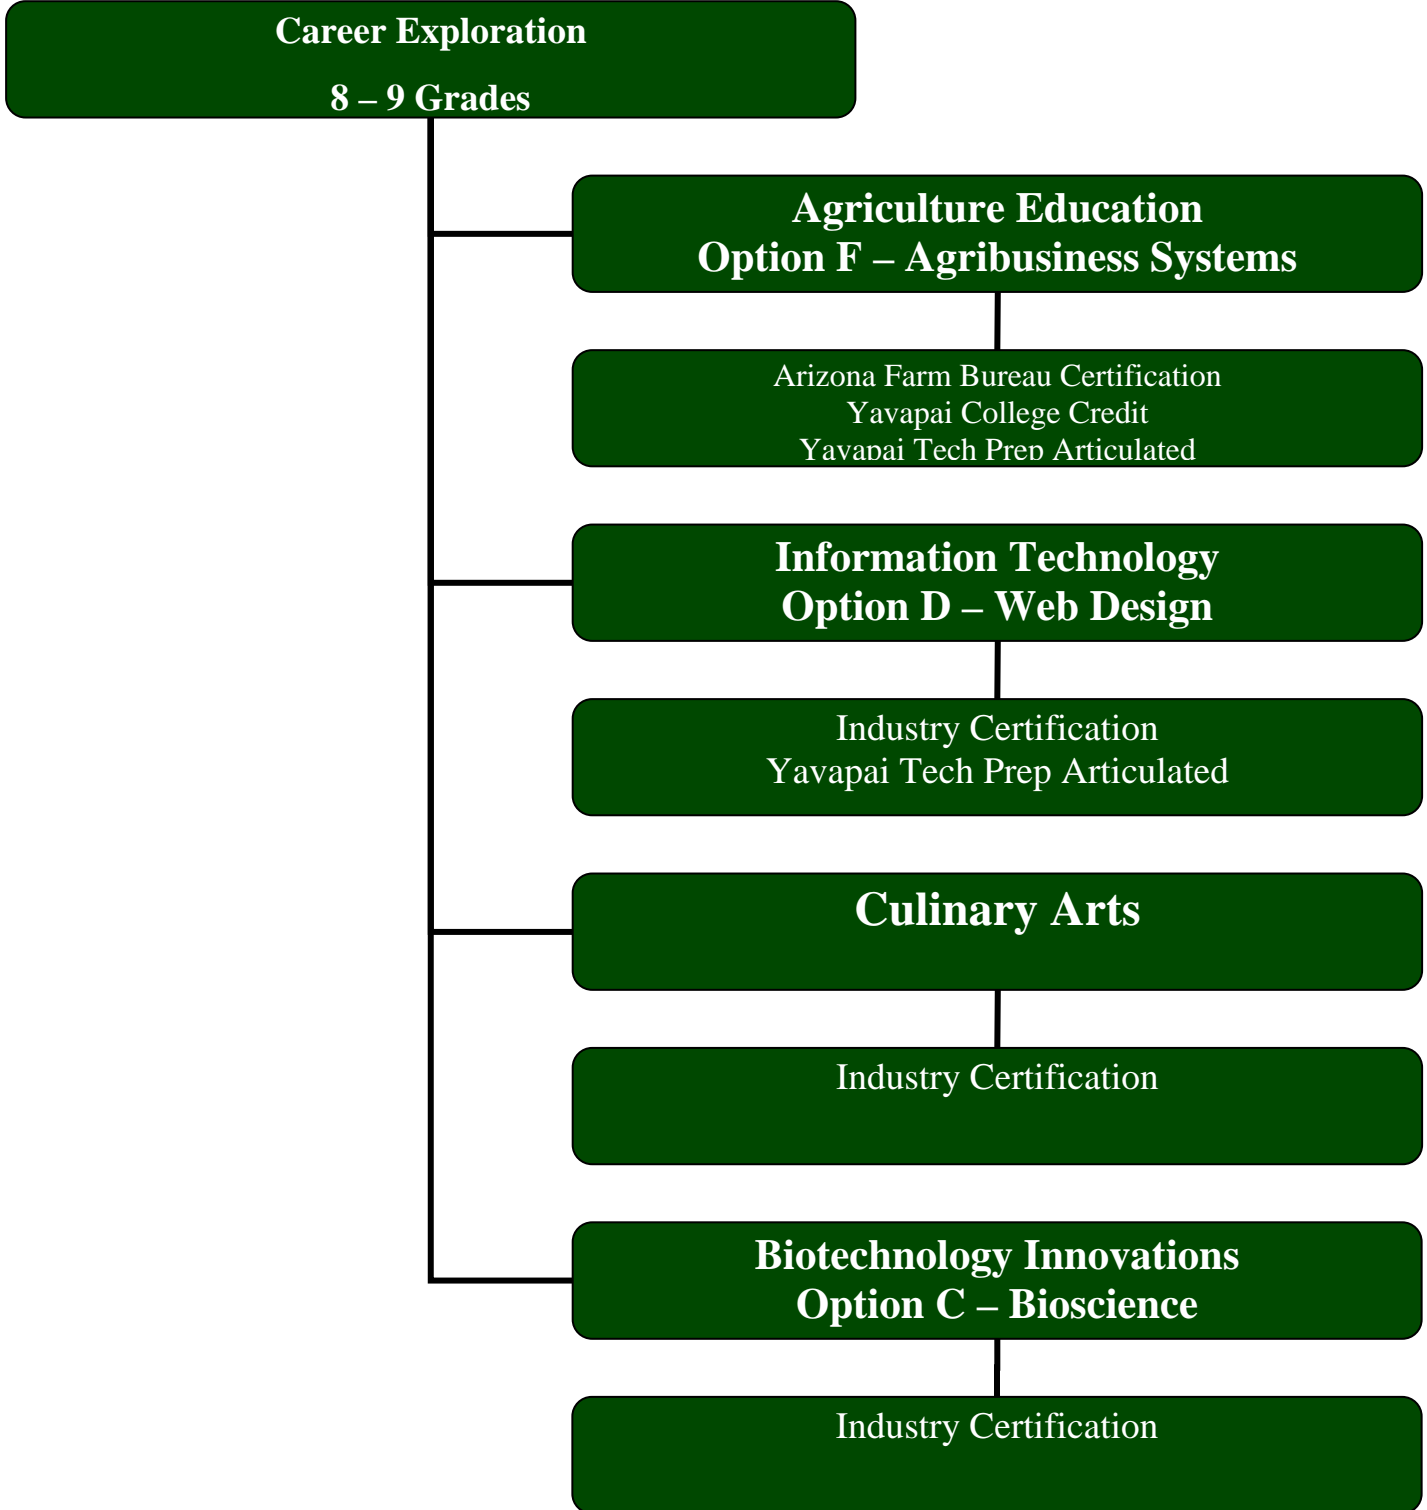 Career Exploration
8 – 9 Grades
Agriculture Education
Option F – Agribusiness Systems
Arizona Farm Bureau Certification
Yavapai College Credit
Yavapai Tech Prep Articulated
Information Technology
Option D – Web Design
Industry Certification
Yavapai Tech Prep Articulated
Culinary Arts
Industry Certification
Biotechnology Innovations
Option C – Bioscience
Industry Certification